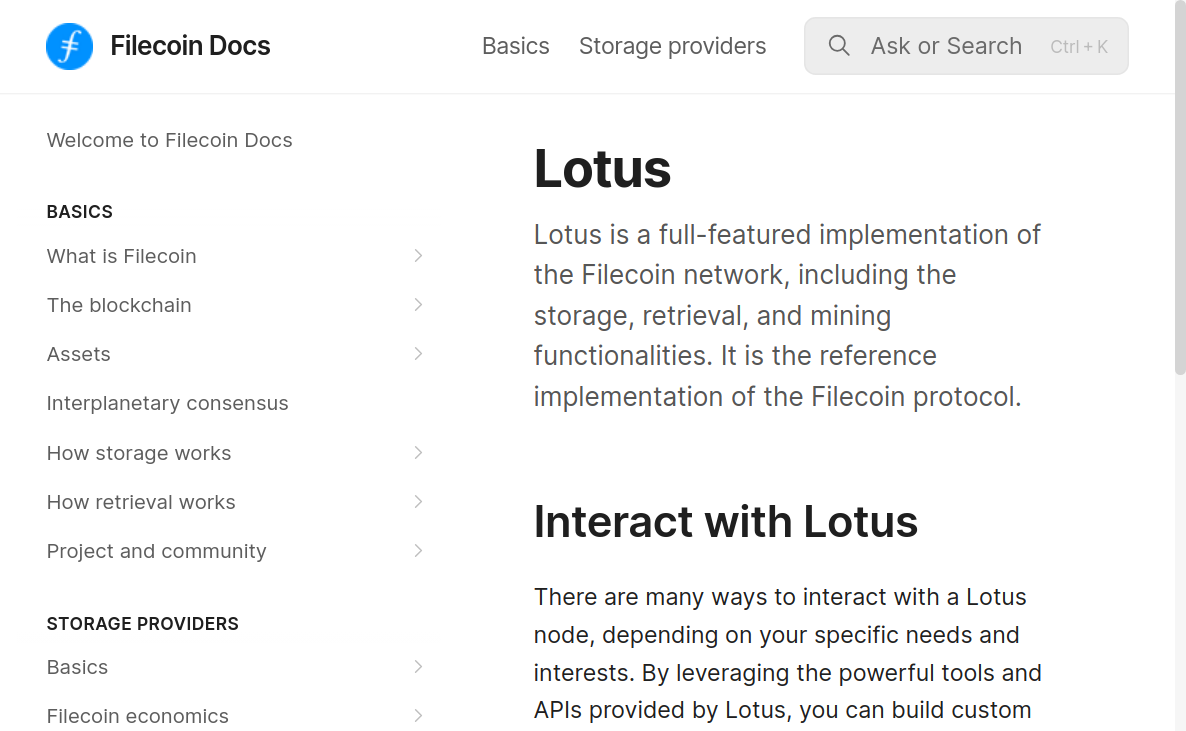 Filecoin Docs
Basics
Storage providers
Ask or Search
Ctrl + K
Welcome to Filecoin Docs
BASICS
What is Filecoin
The blockchain
Assets
Interplanetary consensus
How storage works
How retrieval works
Project and community
STORAGE PROVIDERS
Basics
Filecoin economics
Lotus
Lotus is a full-featured implementation of
the Filecoin network, including the
storage, retrieval, and mining
functionalities. It is the reference
implementation of the Filecoin protocol.
Interact with Lotus
There are many ways to interact with a Lotus
node, depending on your specific needs and
interests. By leveraging the powerful tools and
APIs provided by Lotus, you can build custom